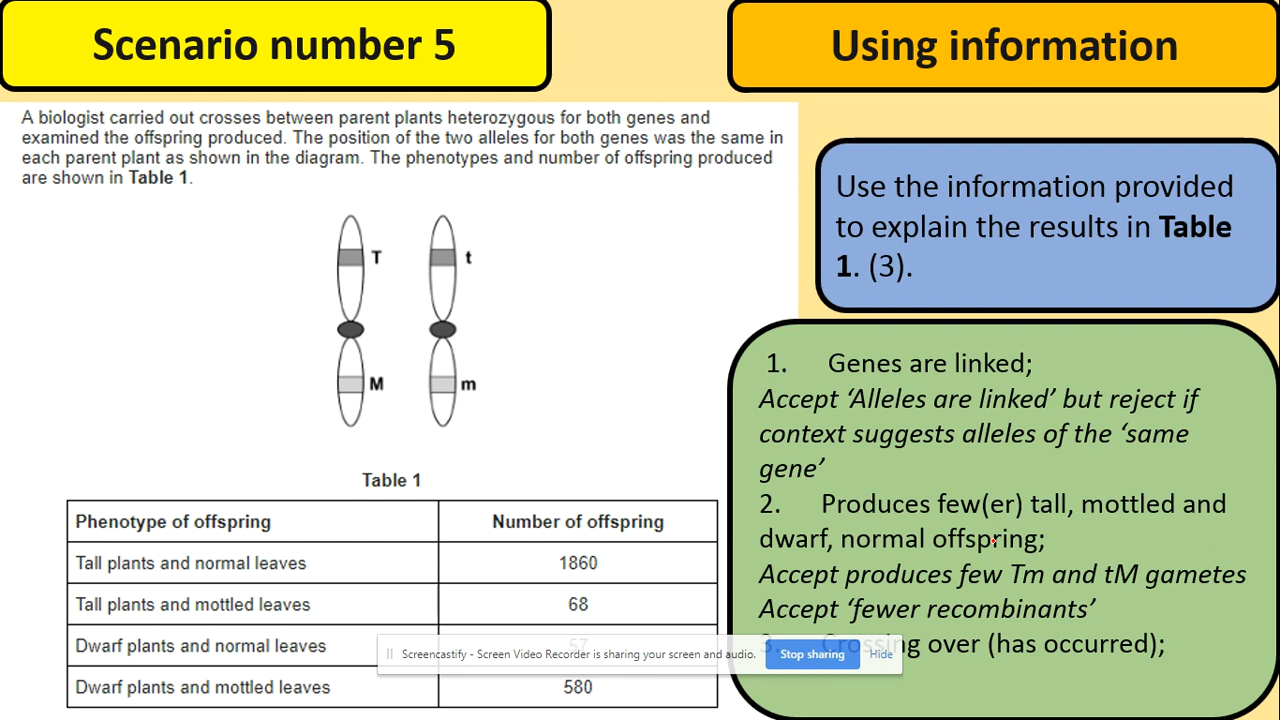 Scenario number 5
Using information
A biologist carried out crosses between parent plants heterozygous for both genes and
examined the offspring produced. The position of the two alleles for both genes was the same in
each parent plant as shown in the diagram. The phenotypes and number of offspring produced
are shown in Table 1.
T
t
M
m
Table 1
Phenotype of offspring Number of offspring
Tall plants and normal leaves 1860
Tall plants and mottled leaves 68
Dwarf plants and normal leaves 57
Dwarf plants and mottled leaves 580
Use the information provided
to explain the results in Table
1. (3).
1. Genes are linked;
Accept ‘Alleles are linked’ but reject if
context suggests alleles of the ‘same
gene’
2. Produces few(er) tall, mottled and
dwarf, normal offspring;
Accept produces few Tm and tM gametes
Accept ‘fewer recombinants’
3. Crossing over (has occurred);
Screencastify - Screen Video Recorder is sharing your screen and audio.
Stop sharing
Hide